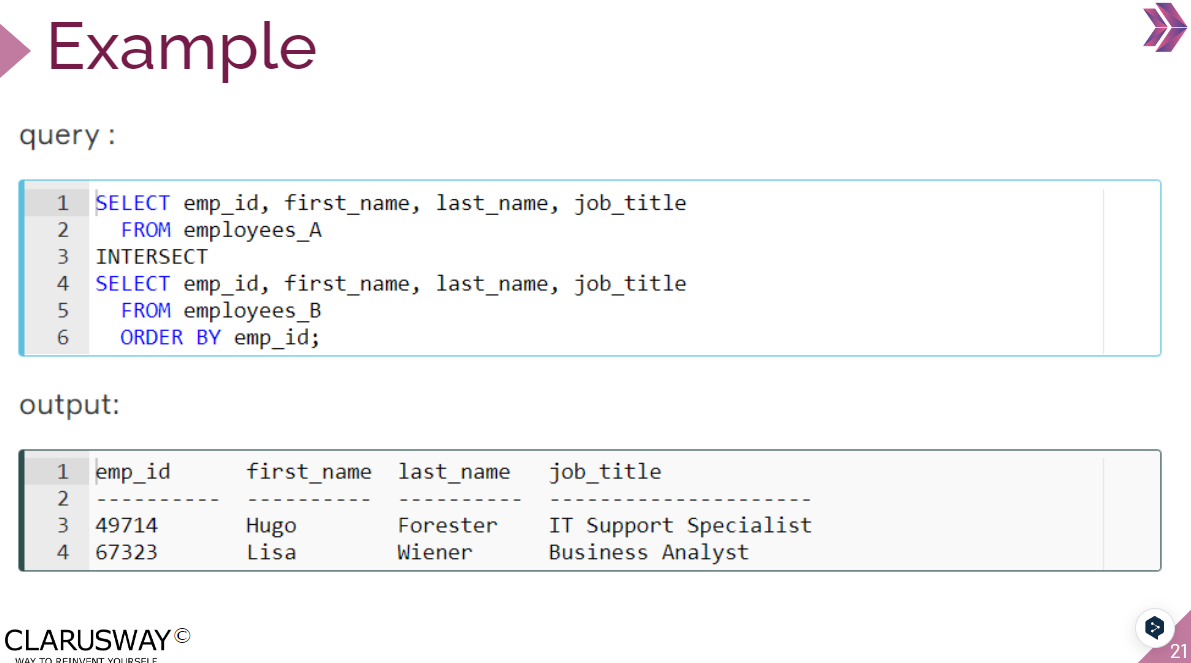 Example
query :
1 SELECT emp_id, first_name, last_name, job_title
2   FROM employees_A
3 INTERSECT
4 SELECT emp_id, first_name, last_name, job_title
5   FROM employees_B
6   ORDER BY emp_id;
output:
1 emp_id      first_name  last_name   job_title
2 ----------  ----------  ----------  ---------------------
3 49714       Hugo        Forester    IT Support Specialist
4 67323       Lisa        Wiener      Business Analyst
CLARUSWAY©
WAY TO REINVENT YOURSELF
21